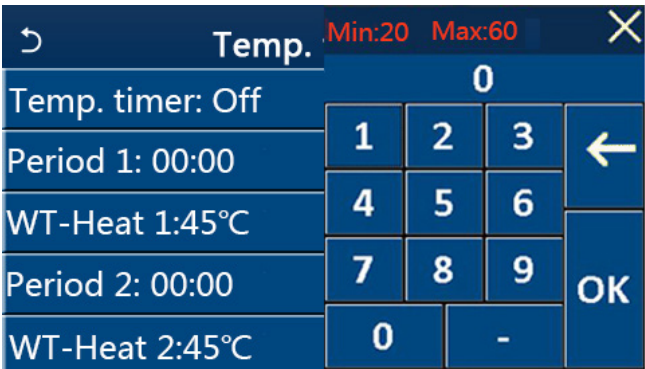 Temp.
Temp. timer: Off
Period 1: 00:00
WT-Heat 1:45℃
Period 2: 00:00
WT-Heat 2:45℃
Min:20 Max:60
0
1 2 3
4 5 6
7 8 9
OK
0 -